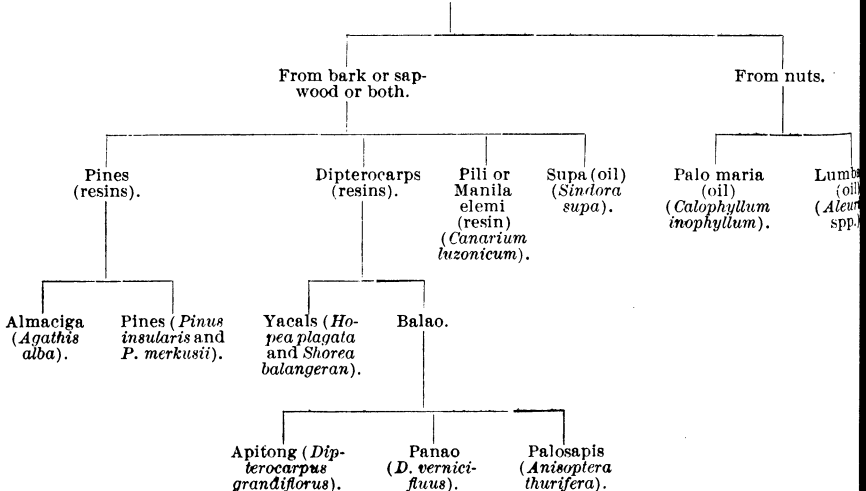 From bark or sap-
wood or both.
From nuts.
Pines
(resins).
Dipterocarps
(resins).
Pili or
Manila
elemi
(resin)
(Canarium
luzonicum).
Supa (oil)
(Sindora
supa).
Palo maria
(oil)
(Calophyllum
inophyllum).
(oil
spp.)
Almaciga
(Agathis
alba).
Pines (Pinus
insularis and
P. merkusii).
Yacals (Ho-
pea plagata
and Shorea
balangeran).
Balao.
Apitong (Dip-
terocarpus
grandiflorus).
Panao
(D. vernici-
fluus).
Palosapis
(Anisoptera
thurifera).